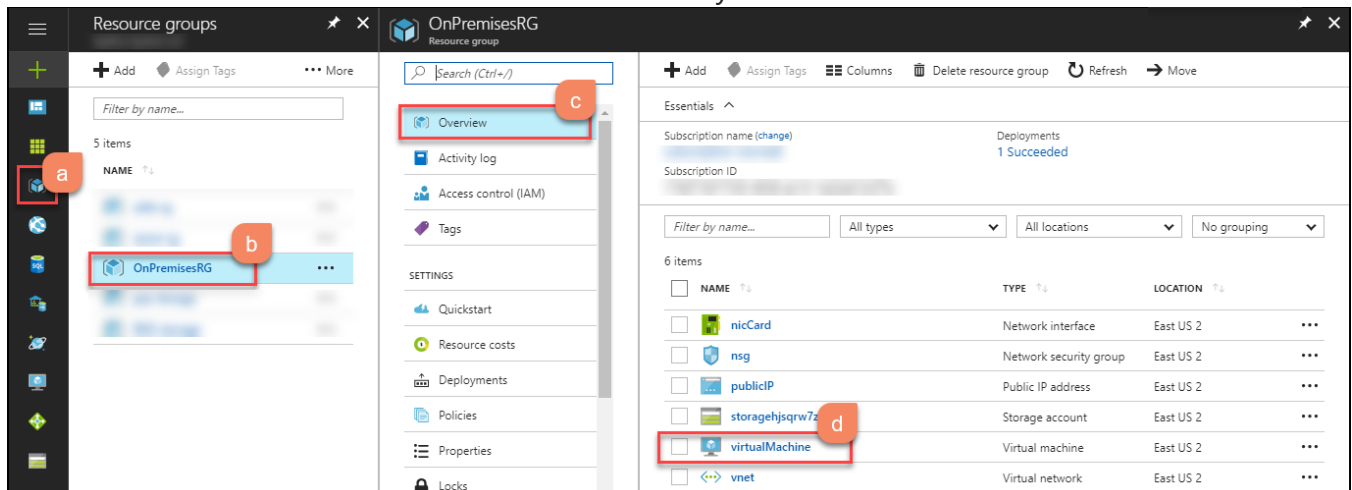 Resource groups
OnPremisesRG
Resource group
Add
Assign Tags
More
Filter by name...
5 items
NAME
OnPremisesRG
a
b
Search (Ctrl+/)
c
Overview
Activity log
Access control (IAM)
Tags
SETTINGS
Quickstart
Resource costs
Deployments
Policies
Properties
Locks
Add
Assign Tags
Columns
Delete resource group
Refresh
Move
Essentials
Subscription name (change)
Deployments
1 Succeeded
Subscription ID
Filter by name...
All types
All locations
No grouping
6 items
NAME TYPE LOCATION
nicCard Network interface East US 2
nsg Network security group East US 2
publicIP Public IP address East US 2
Storage account East US 2
d
virtualMachine Virtual machine East US 2
vnet Virtual network East US 2
SQL